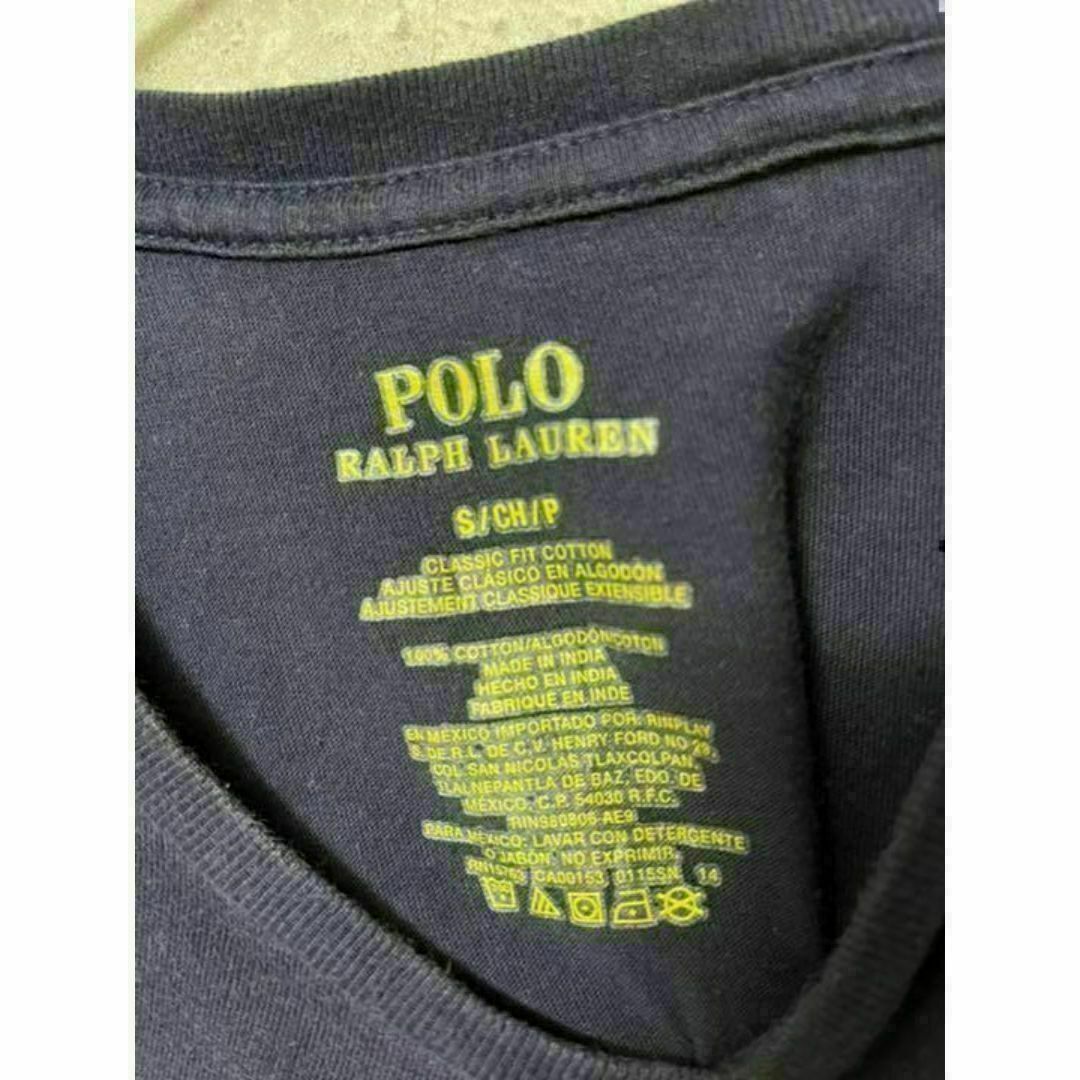 POLO
RALPH LAUREN
S/CH/P
CLASSIC FIT COTTON
AJUSTE CLÁSICO EN ALGODÓN
AJUSTEMENT CLASSIQUE EXTENSIBLE
100% COTTON/ALGODÓN/COTON
MADE IN INDIA
HECHO EN INDIA
FABRIQUE EN INDE
EN MÉXICO IMPORTADO POR: RINPLAY
S. DE R.L. DE C.V. HENRY FORD NO 29,
COL SAN NICOLAS TLAXCOLPAN,
TLALNEPANTLA DE BAZ, EDO. DE
MÉXICO, C.P. 54030 R.F.C.
RIN980805 AE9
PARA MÉXICO: LAVAR CON DETERGENTE
O JABÓN. NO EXPRIMIR.
RN15763 CA00153 0115SN 14